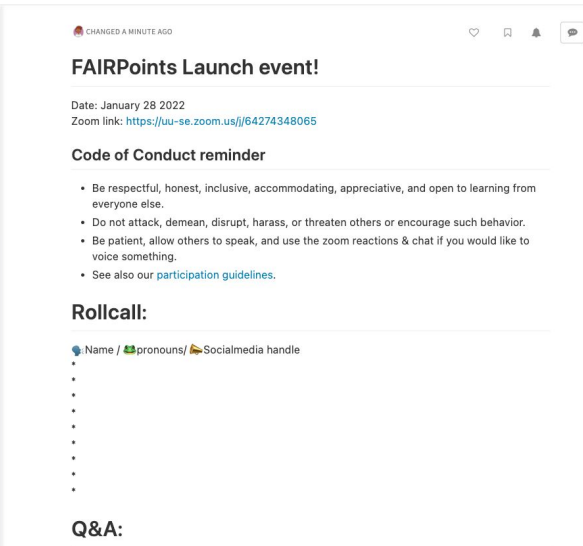 CHANGED A MINUTE AGO
FAIRPoints Launch event!
Date: January 28 2022
Zoom link: https://uu-se.zoom.us/j/64274348065
Code of Conduct reminder
• Be respectful, honest, inclusive, accommodating, appreciative, and open to learning from
everyone else.
• Do not attack, demean, disrupt, harass, or threaten others or encourage such behavior.
• Be patient, allow others to speak, and use the zoom reactions & chat if you would like to
voice something.
• See also our participation guidelines.
Rollcall:
🗣️Name / 🐸pronouns/ 📣Socialmedia handle
*
*
*
*
*
*
*
*
*
Q&A: